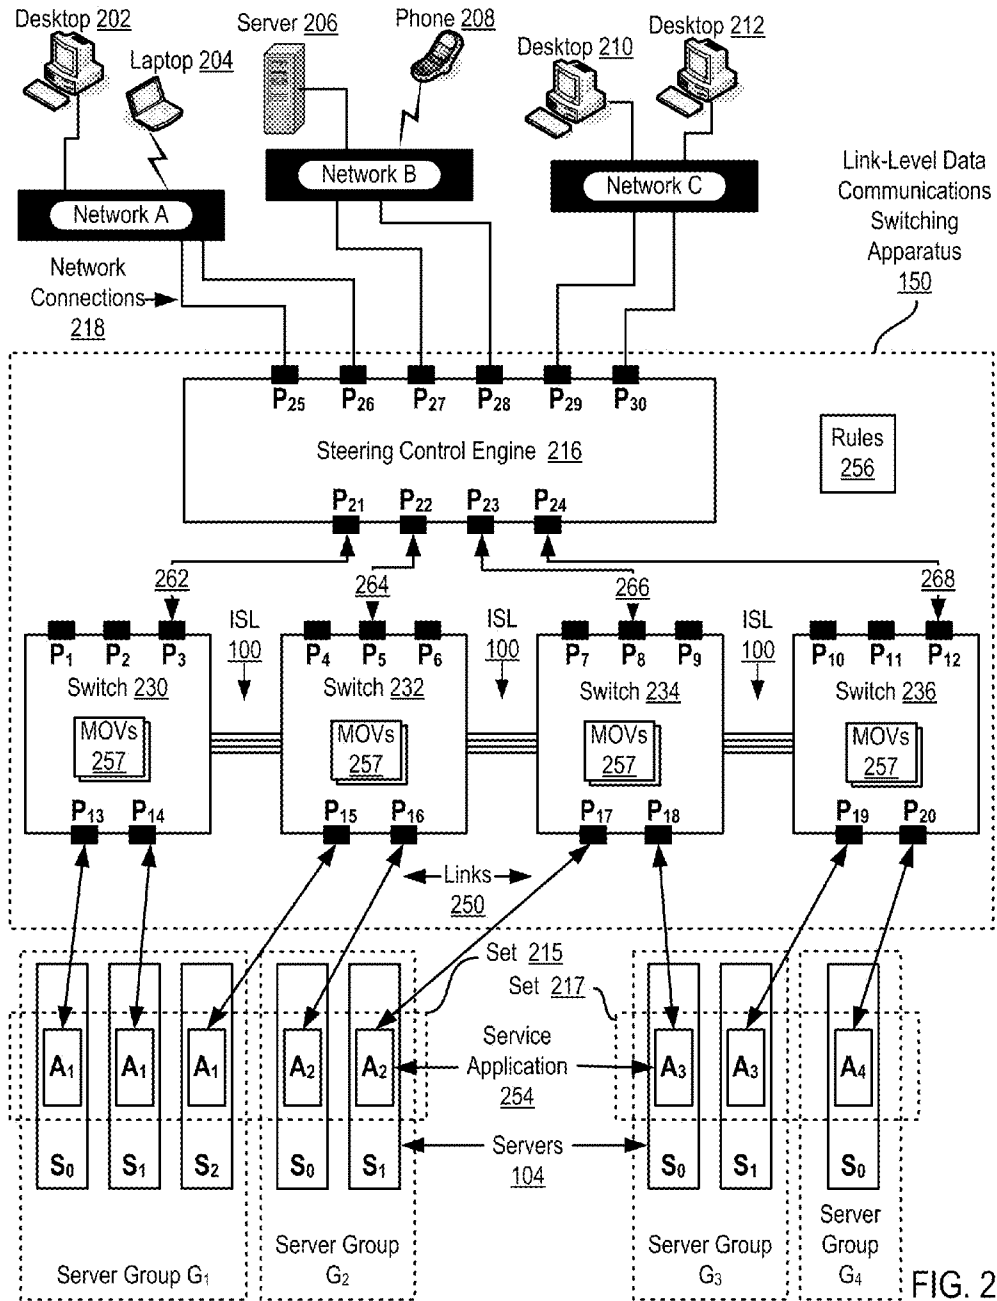 Desktop 202
Laptop 204
Server 206
Phone 208
Desktop 210
Desktop 212
Network A
Network B
Network C
Link-Level Data
Communications
Switching
Apparatus
150
Network
Connections
218
P25 P26 P27 P28 P29 P30
Steering Control Engine 216
Rules
256
P21 P22 P23 P24
262
264
266
268
ISL
100
ISL
100
ISL
100
P1 P2 P3
P4 P5 P6
P7 P8 P9
P10 P11 P12
Switch 230
Switch 232
Switch 234
Switch 236
MOVs
257
MOVs
257
MOVs
257
MOVs
257
P13 P14
P15 P16
P17 P18
P19 P20
Links
250
Set 215
Set 217
A1 A1 A1
A2 A2
Service
Application
254
A3 A3
A4
Servers
104
S0 S1 S2
S0 S1
S0 S1
S0
Server Group G1
Server Group
G2
Server Group
G3
Server
Group
G4
FIG. 2